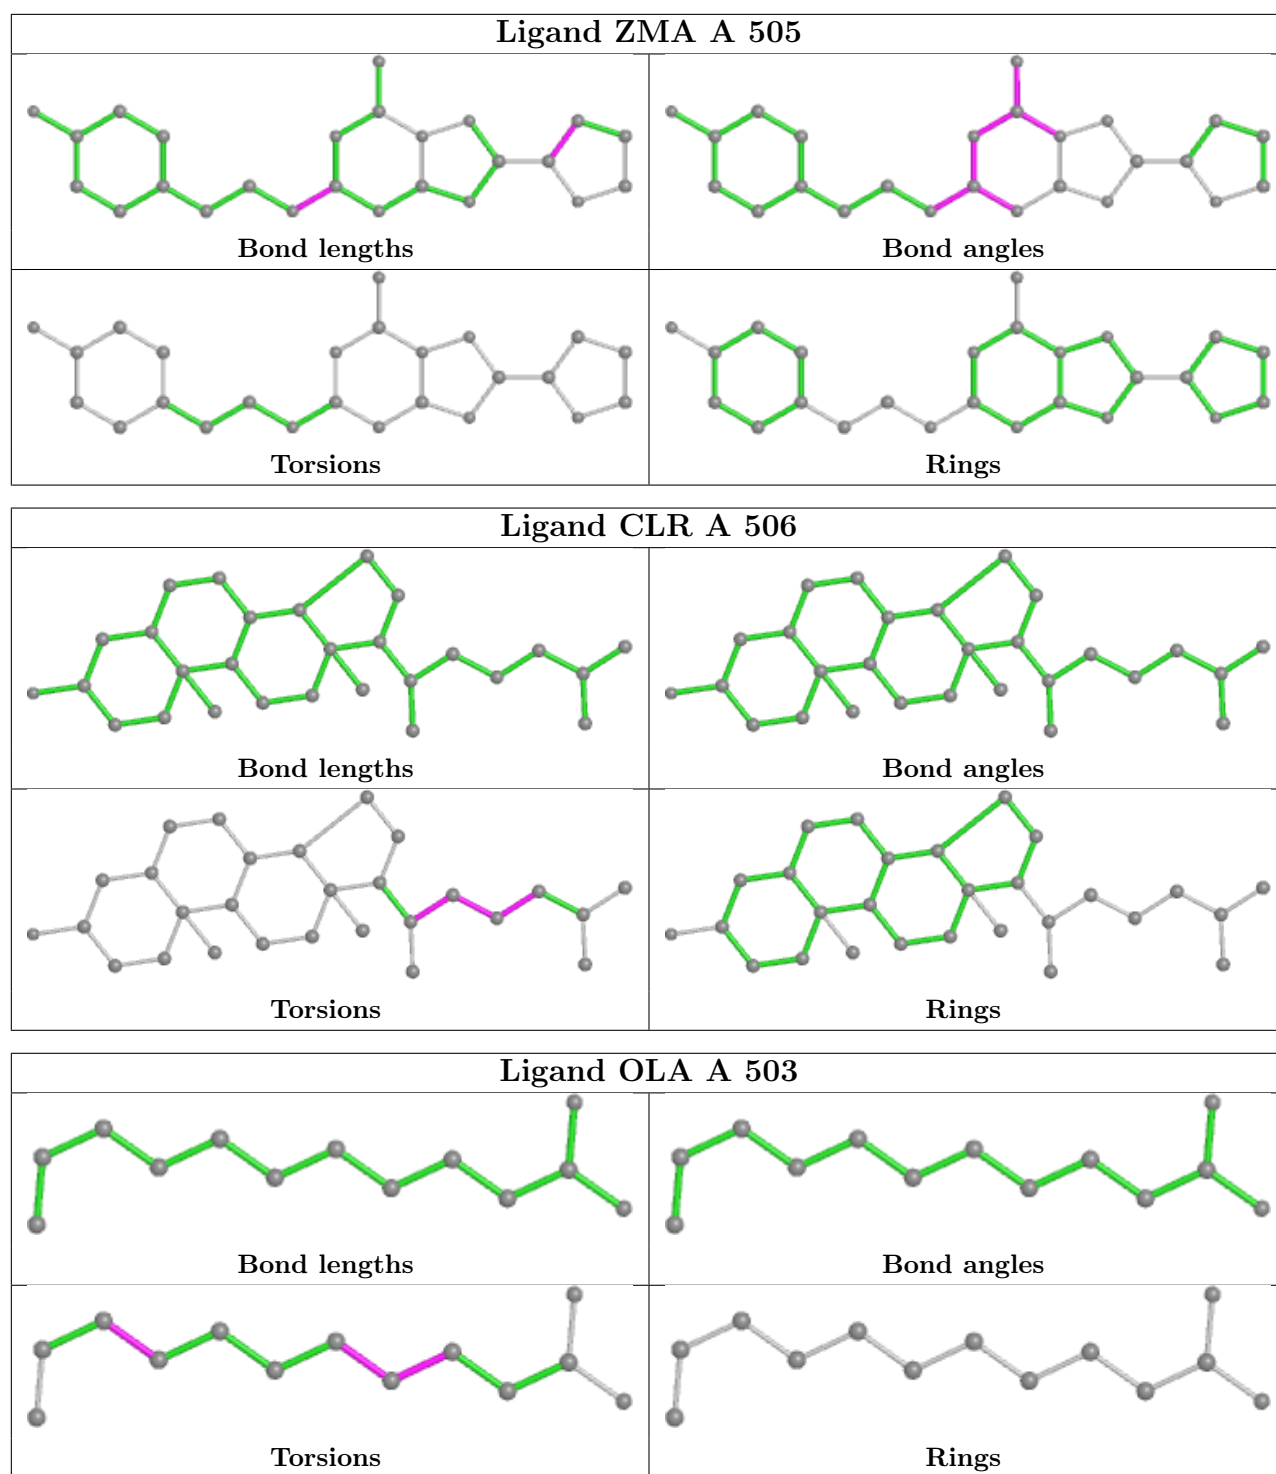 Ligand ZMA A 505
Bond lengths
Bond angles
Torsions
Rings
Ligand CLR A 506
Bond lengths
Bond angles
Torsions
Rings
Ligand OLA A 503
Bond lengths
Bond angles
Torsions
Rings